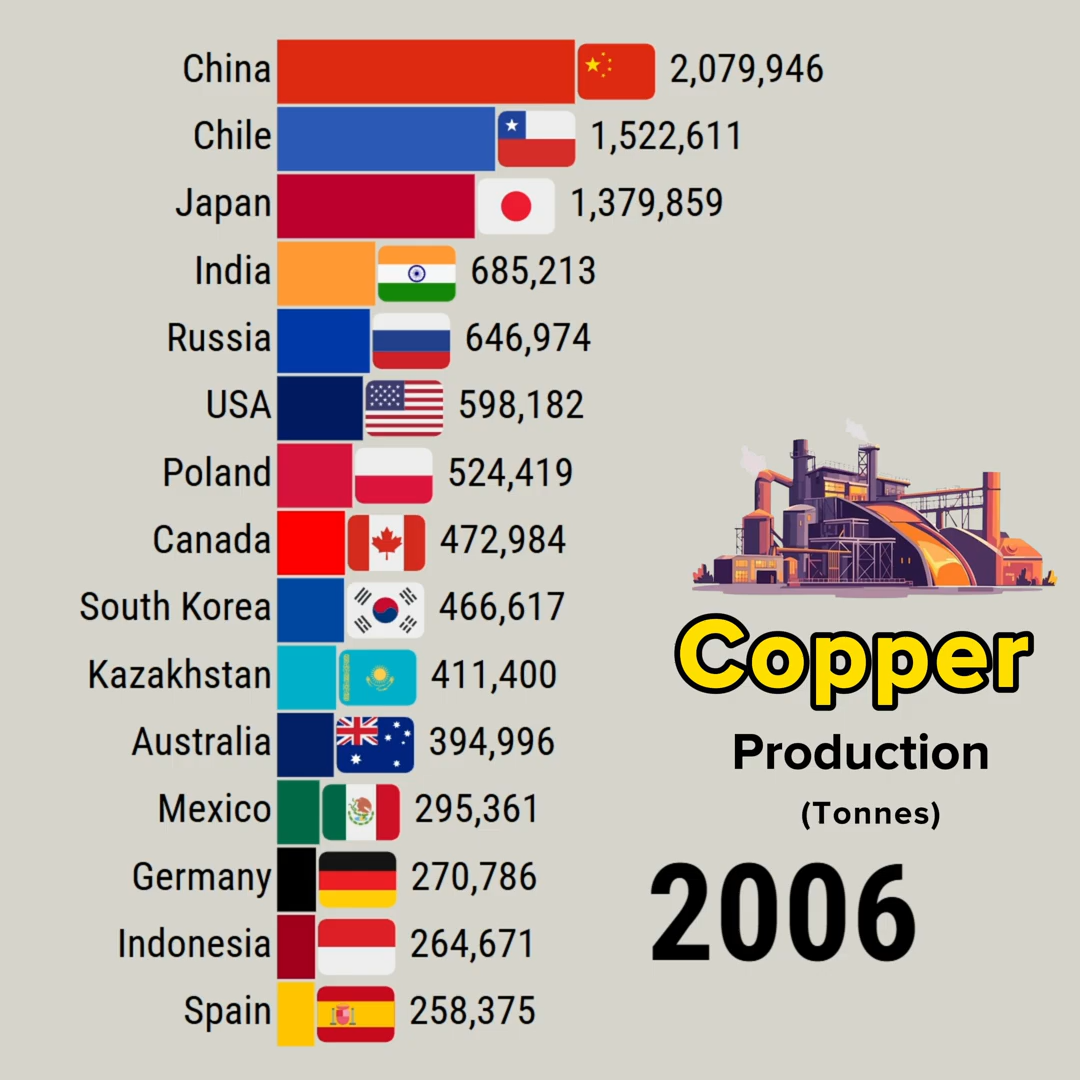 China 2,079,946
Chile 1,522,611
Japan 1,379,859
India 685,213
Russia 646,974
USA 598,182
Poland 524,419
Canada 472,984
South Korea 466,617
Kazakhstan 411,400
Australia 394,996
Mexico 295,361
Germany 270,786
Indonesia 264,671
Spain 258,375
Copper
Production
(Tonnes)
2006